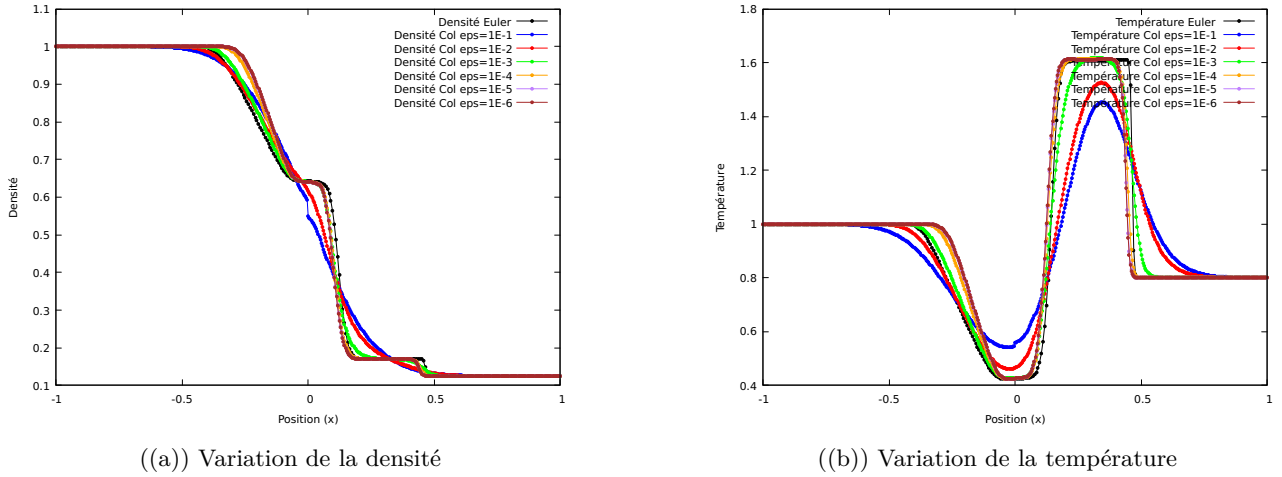 Densité Euler
Densité Col eps=1E-1
Densité Col eps=1E-2
Densité Col eps=1E-3
Densité Col eps=1E-4
Densité Col eps=1E-5
Densité Col eps=1E-6
1
0.9
0.8
0.7
0.6
0.5
0.4
0.3
0.2
0.1
Densité
-1
-0.5
0
0.5
1
Position (x)
((a)) Variation de la densité
Température Euler
Température Col eps=1E-1
Température Col eps=1E-2
Température Col eps=1E-3
Température Col eps=1E-4
Température Col eps=1E-5
Température Col eps=1E-6
1.8
1.6
1.4
1.2
1
0.8
0.6
0.4
Température
-1
-0.5
0
0.5
1
Position (x)
((b)) Variation de la température